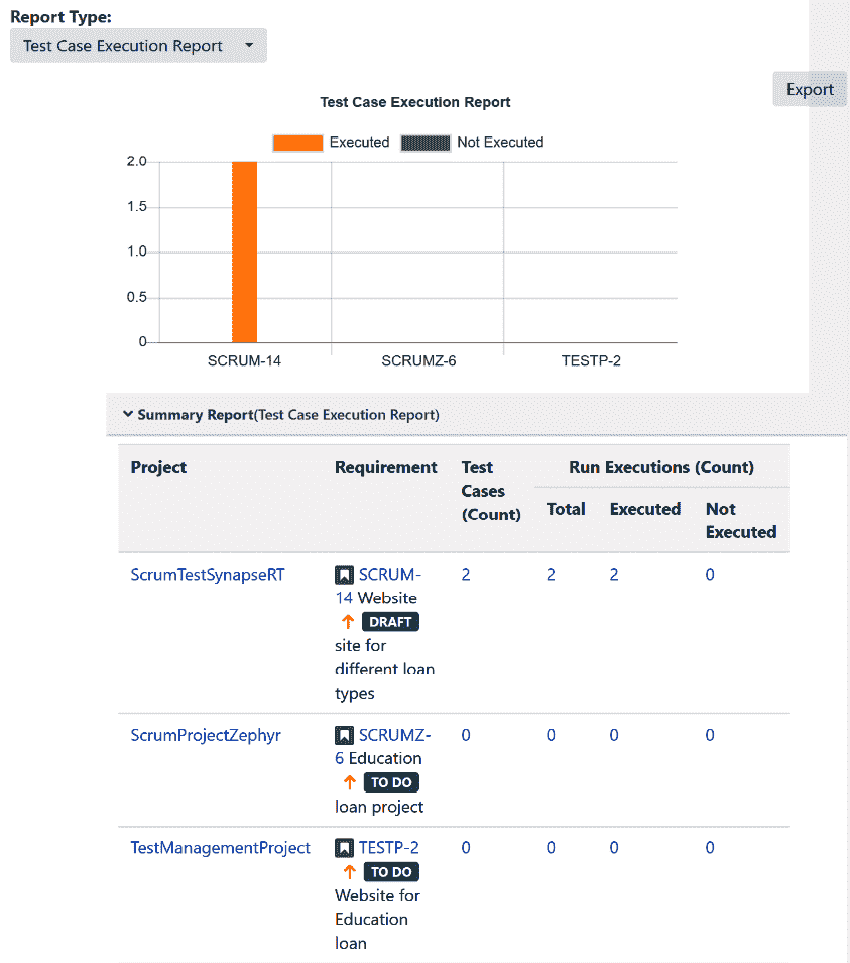 Report Type:
Test Case Execution Report
Export
Test Case Execution Report
Executed Not Executed
2.0
1.5
1.0
0.5
0
SCRUM-14 SCRUMZ-6 TESTP-2
Summary Report(Test Case Execution Report)
Project Requirement Test Cases (Count) Run Executions (Count)
Total Executed Not Executed
ScrumTestSynapseRT SCRUM- 2 2 2 0
14 Website
DRAFT
site for
different loan
types
ScrumProjectZephyr SCRUMZ- 0 0 0 0
6 Education
TO DO
loan project
TestManagementProject TESTP-2 0 0 0 0
TO DO
Website for
Education
loan